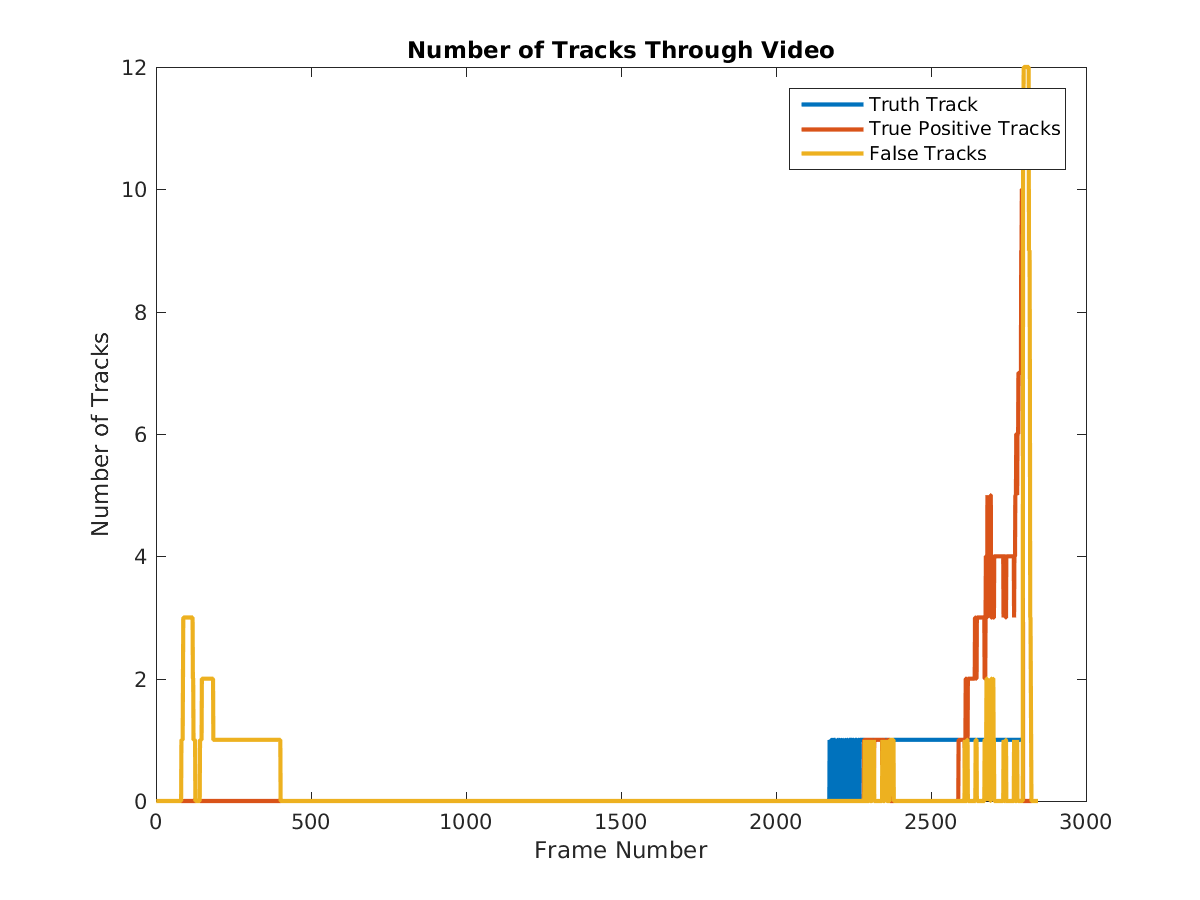 Number of Tracks Through Video
Truth Track
True Positive Tracks
False Tracks
12
10
8
6
4
2
0
Number of Tracks
0 500 1000 1500 2000 2500 3000
Frame Number